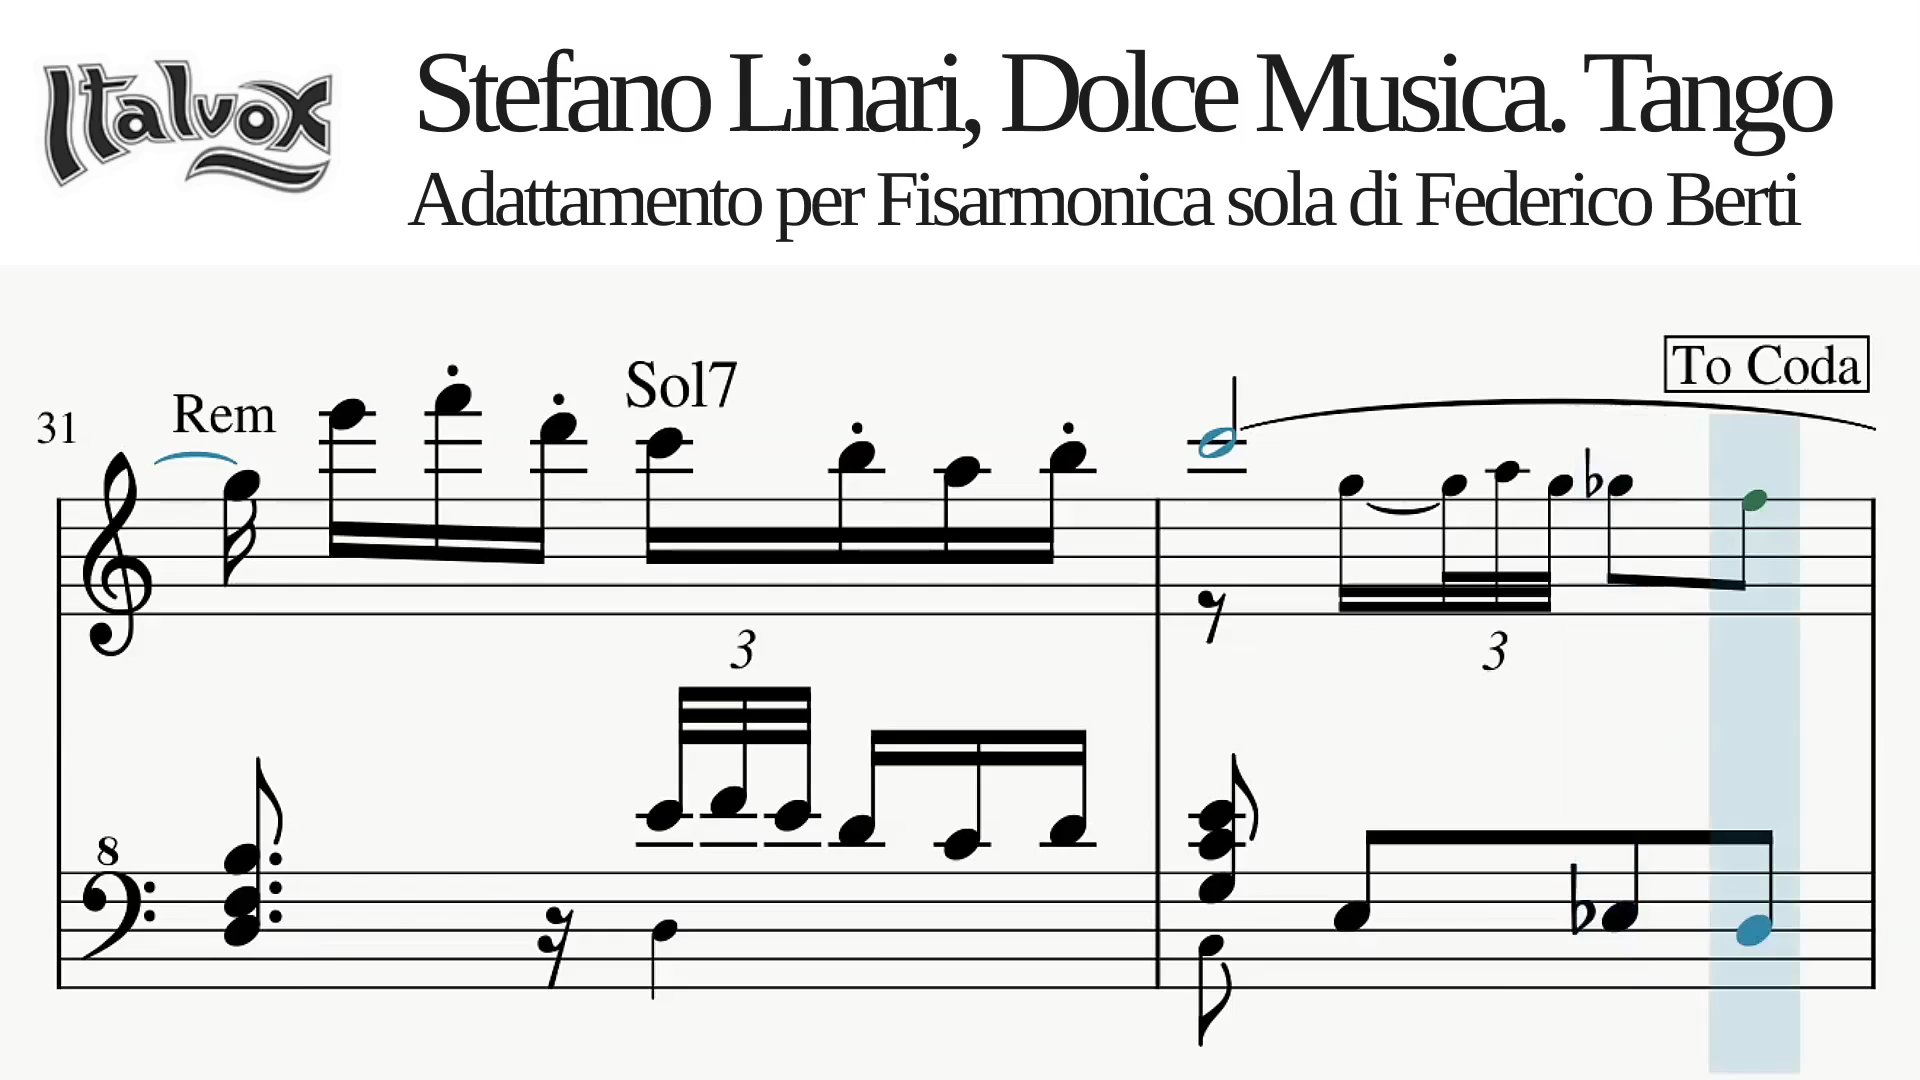 Italvox
Stefano Linari, Dolce Musica. Tango
Adattamento per Fisarmonica sola di Federico Berti
To Coda
31 Rem Sol7
3 3
8